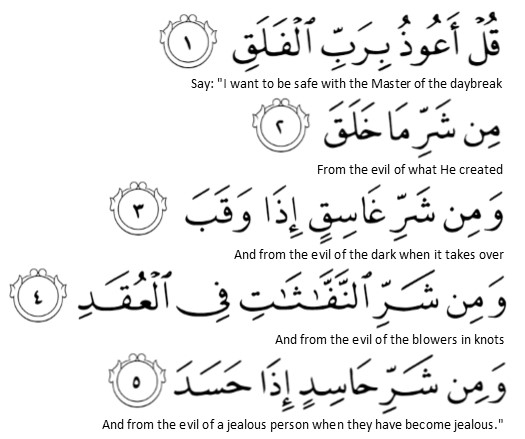 قُلْ أَعُوذُ بِرَبِّ ٱلْفَلَقِ ١
Say: "I want to be safe with the Master of the daybreak
مِن شَرِّ مَا خَلَقَ ٢
From the evil of what He created
وَمِن شَرِّ غَاسِقٍ إِذَا وَقَبَ ٣
And from the evil of the dark when it takes over
وَمِن شَرِّ ٱلنَّفَّـٰثَـٰتِ فِى ٱلْعُقَدِ ٤
And from the evil of the blowers in knots
وَمِن شَرِّ حَاسِدٍ إِذَا حَسَدَ ٥
And from the evil of a jealous person when they have become jealous."